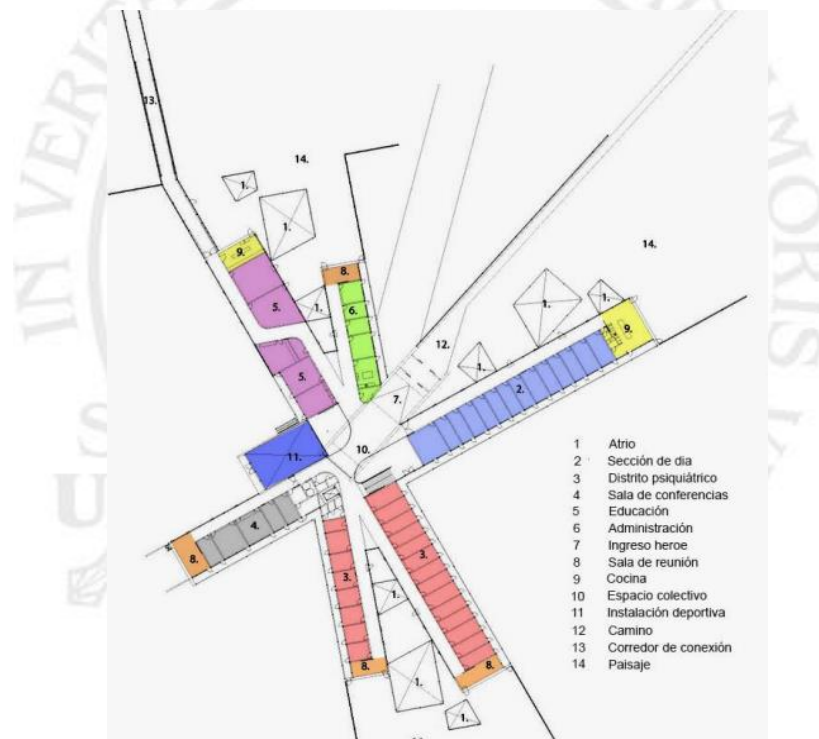 IN VERI
MORIS
13.
14.
1.
1.
14.
9.
8.
1.
1.
5.
1.
6.
12.
1.
5.
2.
9.
7.
10.
11.
4.
8.
3.
3.
1.
8.
8.
1.
1.
1 Atrio
2 Sección de dia
3 Distrito psiquiátrico
4 Sala de conferencias
5 Educación
6 Administración
7 Ingreso heroe
8 Sala de reunión
9 Cocina
10 Espacio colectivo
11 Instalación deportiva
12 Camino
13 Corredor de conexión
14 Paisaje